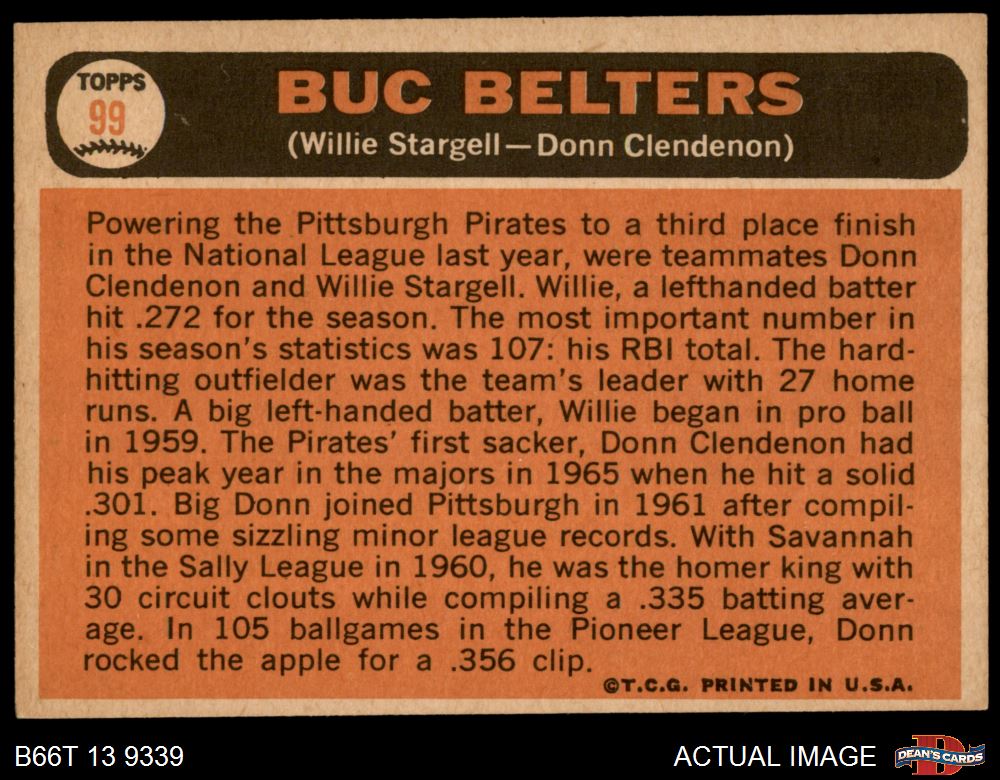 TOPPS
99
BUC BELTERS
(Willie Stargell—Donn Clendenon)
Powering the Pittsburgh Pirates to a third place finish
in the National League last year, were teammates Donn
Clendenon and Willie Stargell. Willie, a lefthanded batter
hit .272 for the season. The most important number in
his season's statistics was 107: his RBI total. The hard-
hitting outfielder was the team's leader with 27 home
runs. A big left-handed batter, Willie began in pro ball
in 1959. The Pirates' first sacker, Donn Clendenon had
his peak year in the majors in 1965 when he hit a solid
.301. Big Donn joined Pittsburgh in 1961 after compil-
ing some sizzling minor league records. With Savannah
in the Sally League in 1960, he was the homer king with
30 circuit clouts while compiling a .335 batting aver-
age. In 105 ballgames in the Pioneer League, Donn
rocked the apple for a .356 clip.
©T.C.G. PRINTED IN U.S.A.
B66T 13 9339
ACTUAL IMAGE
D
DEAN'S CARDS